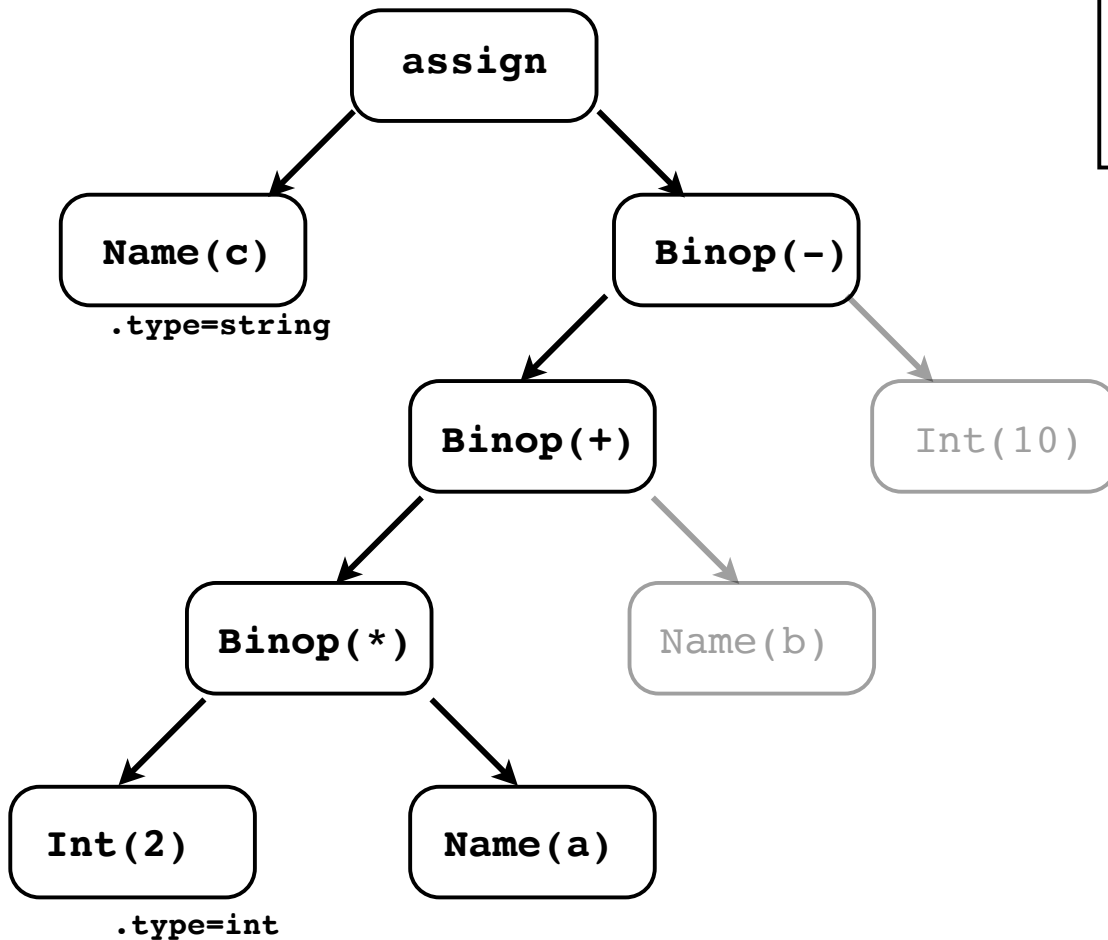 assign
Name(c)
Binop(-)
.type=string
Binop(+)
Int(10)
Binop(*)
Name(b)
Int(2)
Name(a)
.type=int